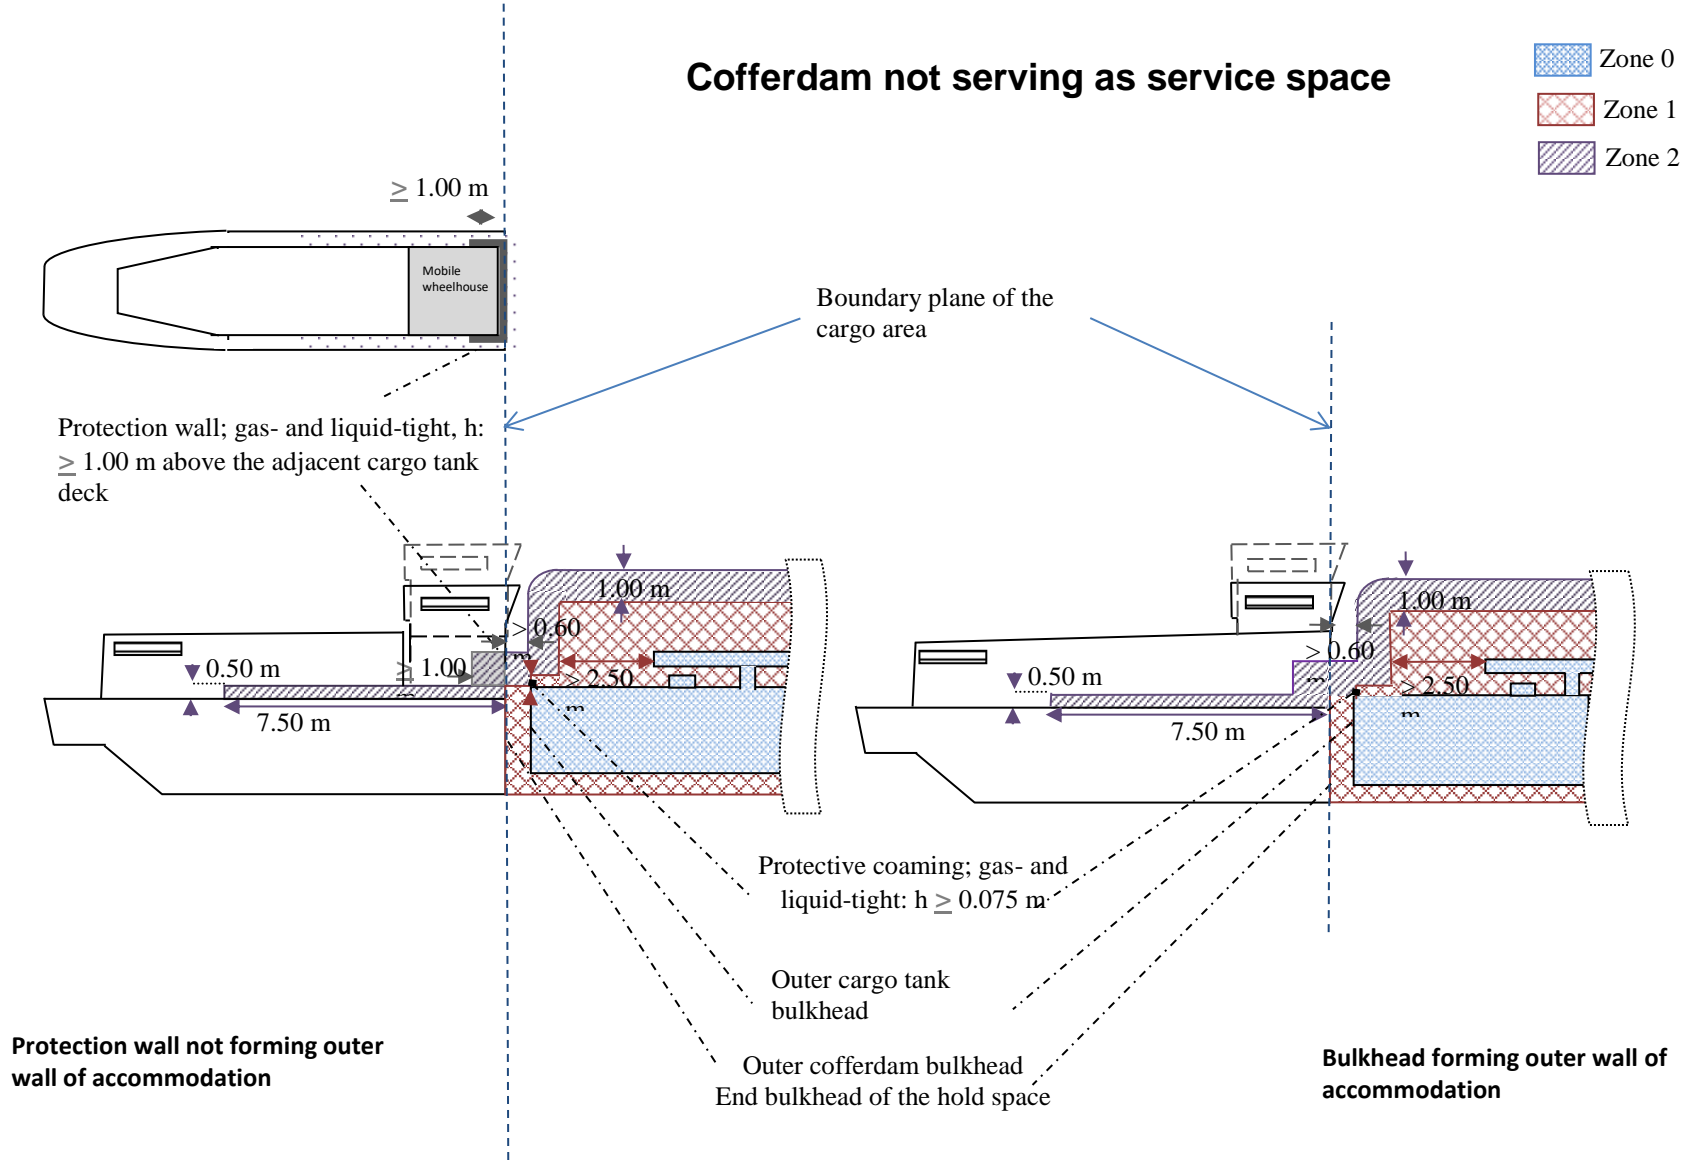 Cofferdam not serving as service space
Zone 0
Zone 1
Zone 2
≥ 1.00 m
Mobile
wheelhouse
Boundary plane of the
cargo area
Protection wall; gas- and liquid-tight, h:
≥ 1.00 m above the adjacent cargo tank
deck
1.00 m
> 0.60
m
≥ 1.00
m
0.50 m
> 2.50
m
7.50 m
1.00 m
> 0.60
m
0.50 m
> 2.50
m
7.50 m
Protective coaming; gas- and
liquid-tight: h ≥ 0.075 m
Outer cargo tank
bulkhead
Outer cofferdam bulkhead
End bulkhead of the hold space
Protection wall not forming outer
wall of accommodation
Bulkhead forming outer wall of
accommodation